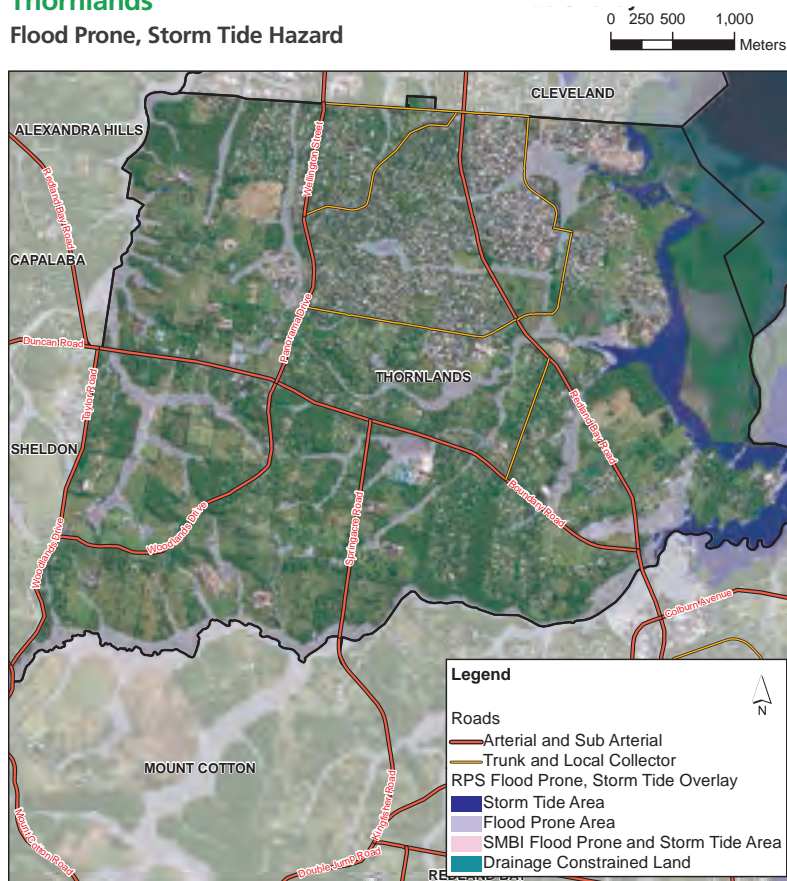 Thornlands
Flood Prone, Storm Tide Hazard
0 250 500 1,000
Meters
CLEVELAND
ALEXANDRA HILLS
Wellington Street
Redland Bay Road
CAPALABA
Panorama Drive
Duncan Road
THORNLANDS
Taylor Road
Redland Bay Road
SHELDON
Boundary Road
Springacre Road
Woodlands Drive
Woodlands Drive
Colburn Avenue
MOUNT COTTON
Kingfisher Road
Mount Cotton Road
Double Jump Road
Legend
N
Roads
Arterial and Sub Arterial
Trunk and Local Collector
RPS Flood Prone, Storm Tide Overlay
Storm Tide Area
Flood Prone Area
SMBI Flood Prone and Storm Tide Area
Drainage Constrained Land